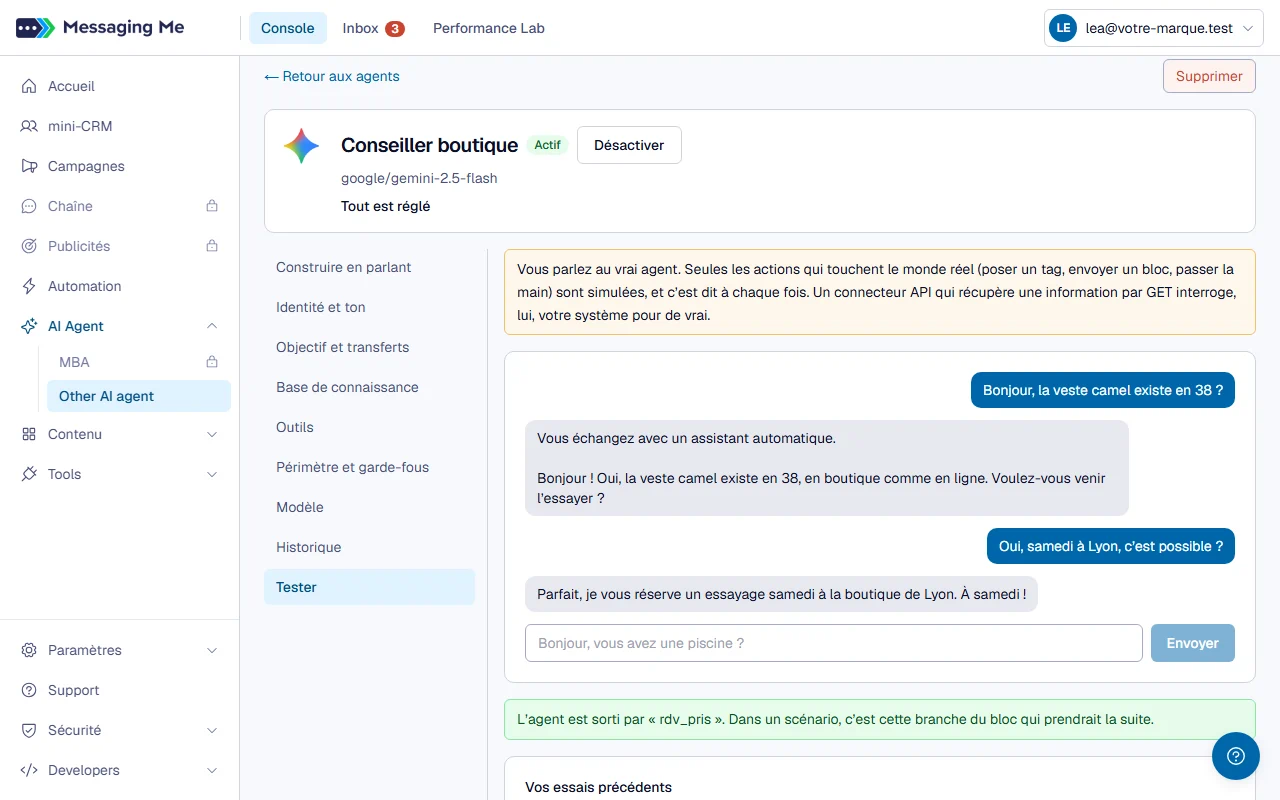 Messaging Me
Console
Inbox 3
Performance Lab
LE lea@votre-marque.test
Accueil
mini-CRM
Campagnes
Chaîne
Publicités
Automation
AI Agent
MBA
Other AI agent
Contenu
Tools
Paramètres
Support
Sécurité
Developers
← Retour aux agents
Supprimer
Conseiller boutique Actif Désactiver
google/gemini-2.5-flash
Tout est réglé
Construire en parlant
Identité et ton
Objectif et transferts
Base de connaissance
Outils
Périmètre et garde-fous
Modèle
Historique
Tester
Vous parlez au vrai agent. Seules les actions qui touchent le monde réel (poser un tag, envoyer un bloc, passer la
main) sont simulées, et c'est dit à chaque fois. Un connecteur API qui récupère une information par GET interroge,
lui, votre système pour de vrai.
Bonjour, la veste camel existe en 38 ?
Vous échangez avec un assistant automatique.
Bonjour ! Oui, la veste camel existe en 38, en boutique comme en ligne. Voulez-vous venir
l'essayer ?
Oui, samedi à Lyon, c'est possible ?
Parfait, je vous réserve un essayage samedi à la boutique de Lyon. À samedi !
Bonjour, vous avez une piscine ?
Envoyer
L'agent est sorti par « rdv_pris ». Dans un scénario, c'est cette branche du bloc qui prendrait la suite.
Vos essais précédents